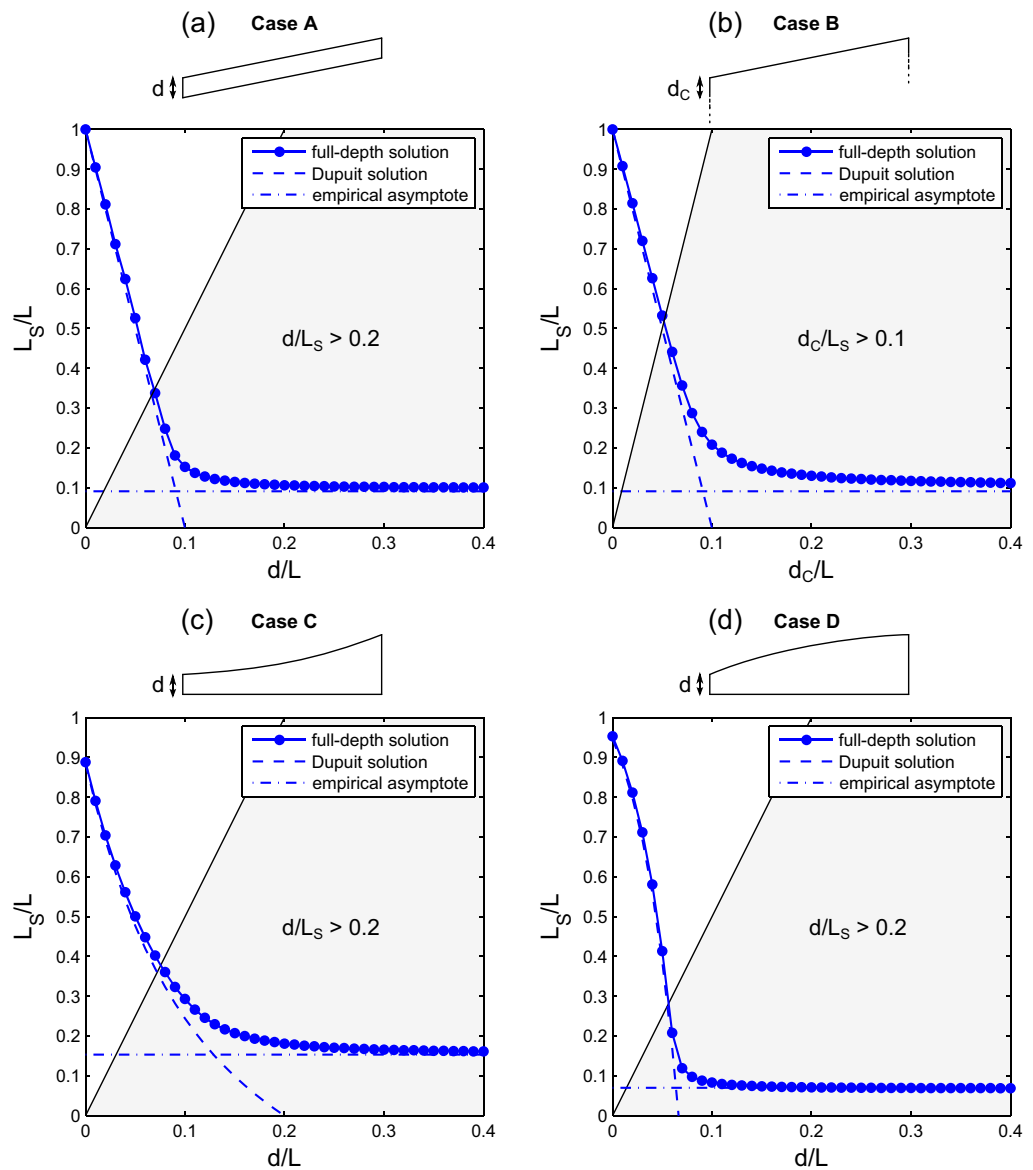 (a) Case A
d
1
0.9
0.8
0.7
0.6
0.5
0.4
0.3
0.2
0.1
0
L_S/L
full-depth solution
Dupuit solution
empirical asymptote
d/L_S > 0.2
0 0.1 0.2 0.3 0.4
d/L
(b) Case B
d_C
1
0.9
0.8
0.7
0.6
0.5
0.4
0.3
0.2
0.1
0
L_S/L
full-depth solution
Dupuit solution
empirical asymptote
d_C/L_S > 0.1
0 0.1 0.2 0.3 0.4
d_C/L
(c) Case C
d
1
0.9
0.8
0.7
0.6
0.5
0.4
0.3
0.2
0.1
0
L_S/L
full-depth solution
Dupuit solution
empirical asymptote
d/L_S > 0.2
0 0.1 0.2 0.3 0.4
d/L
(d) Case D
d
1
0.9
0.8
0.7
0.6
0.5
0.4
0.3
0.2
0.1
0
L_S/L
full-depth solution
Dupuit solution
empirical asymptote
d/L_S > 0.2
0 0.1 0.2 0.3 0.4
d/L